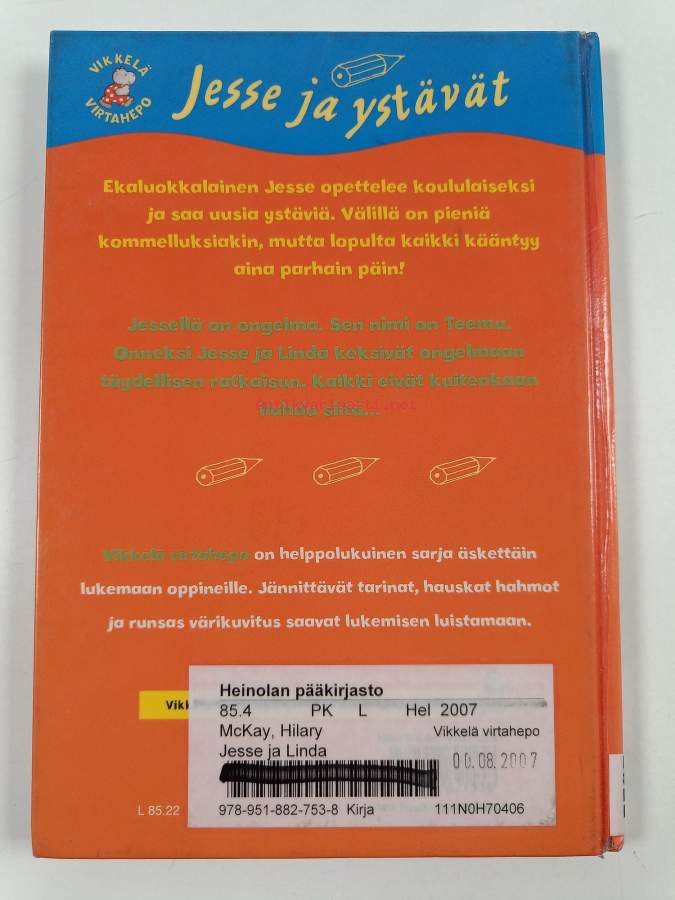 VIKKELÄ
VIRTAHEPO
Jesse ja ystävät
Ekaluokkalainen Jesse opettelee koululaiseksi
ja saa uusia ystäviä. Välillä on pieniä
kommelluksiakin, mutta lopulta kaikki kääntyy
aina parhain päin!
Jessellä on ongelma. Sen nimi on Teemu.
Onneksi Jesse ja Linda keksivät ongelmaan
täydellisen ratkaisun. Kaikki eivät kuitenkaan
siitä...
Vikkelä virtahepo on helppolukuinen sarja äskettäin
lukemaan oppineille. Jännittävät tarinat, hauskat hahmot
ja runsas värikuvitus saavat lukemisen luistamaan.
Vikk
Heinolan pääkirjasto
85.4 PK L Hel 2007
McKay, Hilary Vikkelä virtahepo
Jesse ja Linda
00.08.2007
L 85.22
978-951-882-753-8 Kirja 111N0H70406